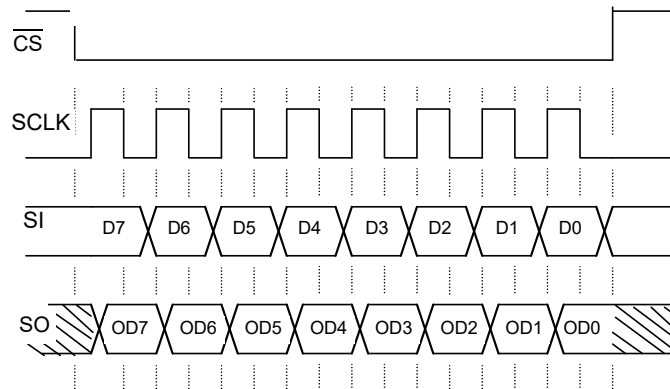 CS
SCLK
SI D7 D6 D5 D4 D3 D2 D1 D0
SO OD7 OD6 OD5 OD4 OD3 OD2 OD1 OD0